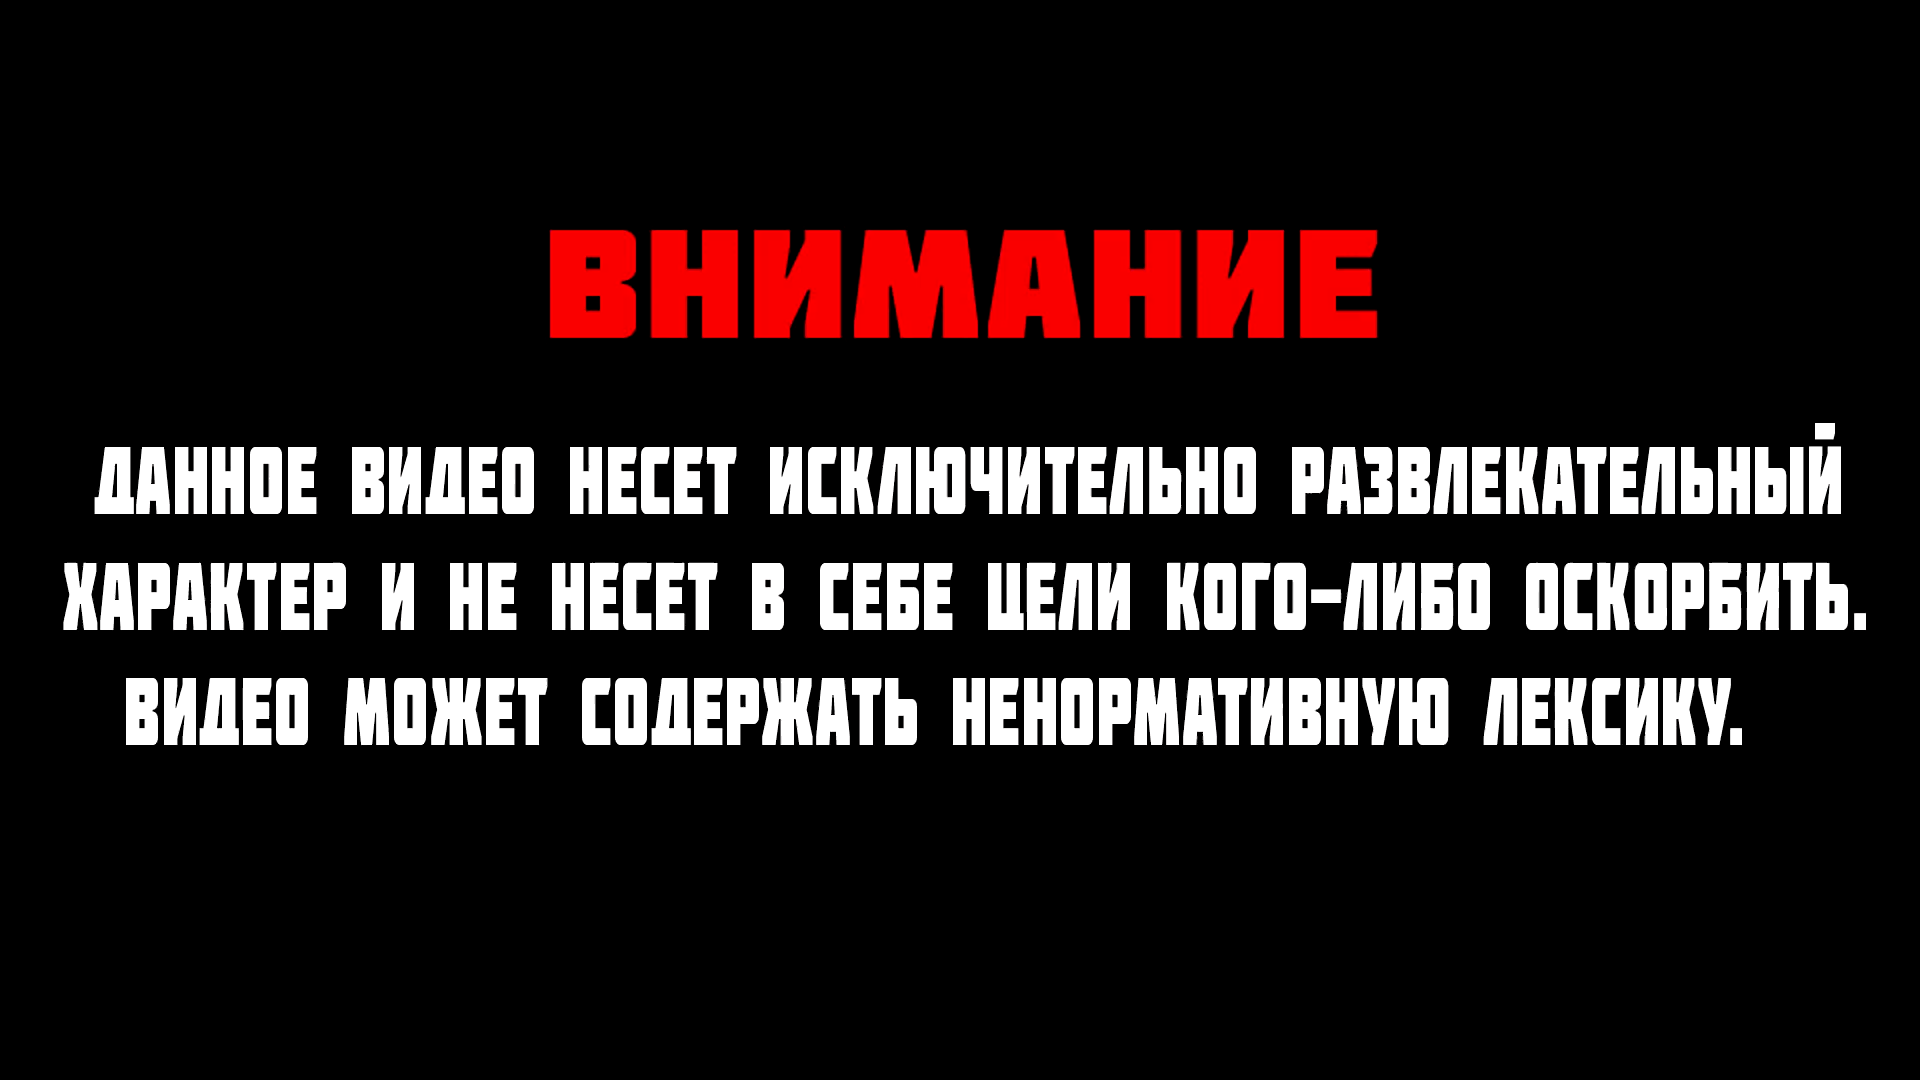 ВНИМАНИЕ
ДАННОЕ ВИДЕО НЕСЕТ ИСКЛЮЧИТЕЛЬНО РАЗВЛЕКАТЕЛЬНЫЙ
ХАРАКТЕР И НЕ НЕСЕТ В СЕБЕ ЦЕЛИ КОГО-ЛИБО ОСКОРБИТЬ.
ВИДЕО МОЖЕТ СОДЕРЖАТЬ НЕНОРМАТИВНУЮ ЛЕКСИКУ.